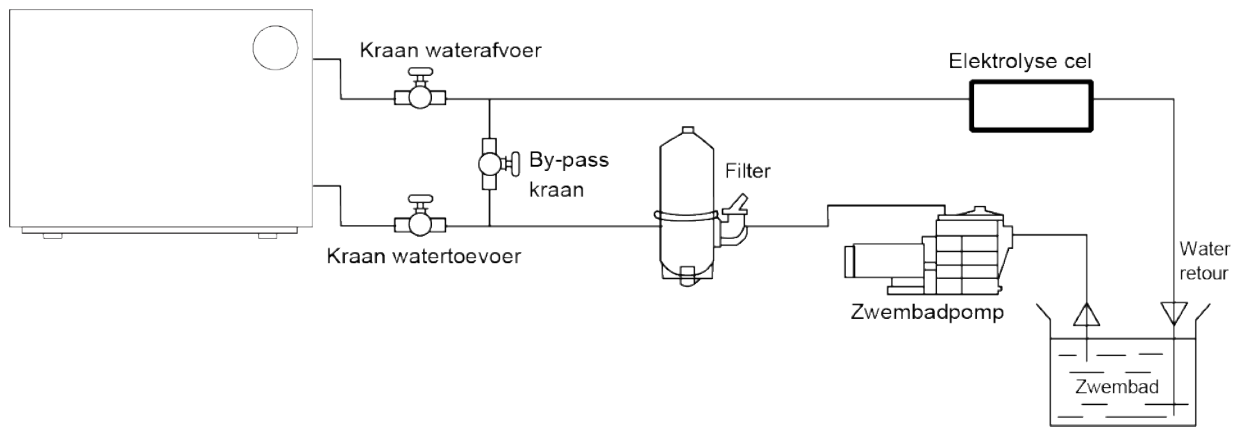 Kraan waterafvoer
Elektrolyse cel
By-pass
kraan
Filter
Kraan watertoevoer
Water
retour
Zwembadpomp
Zwembad